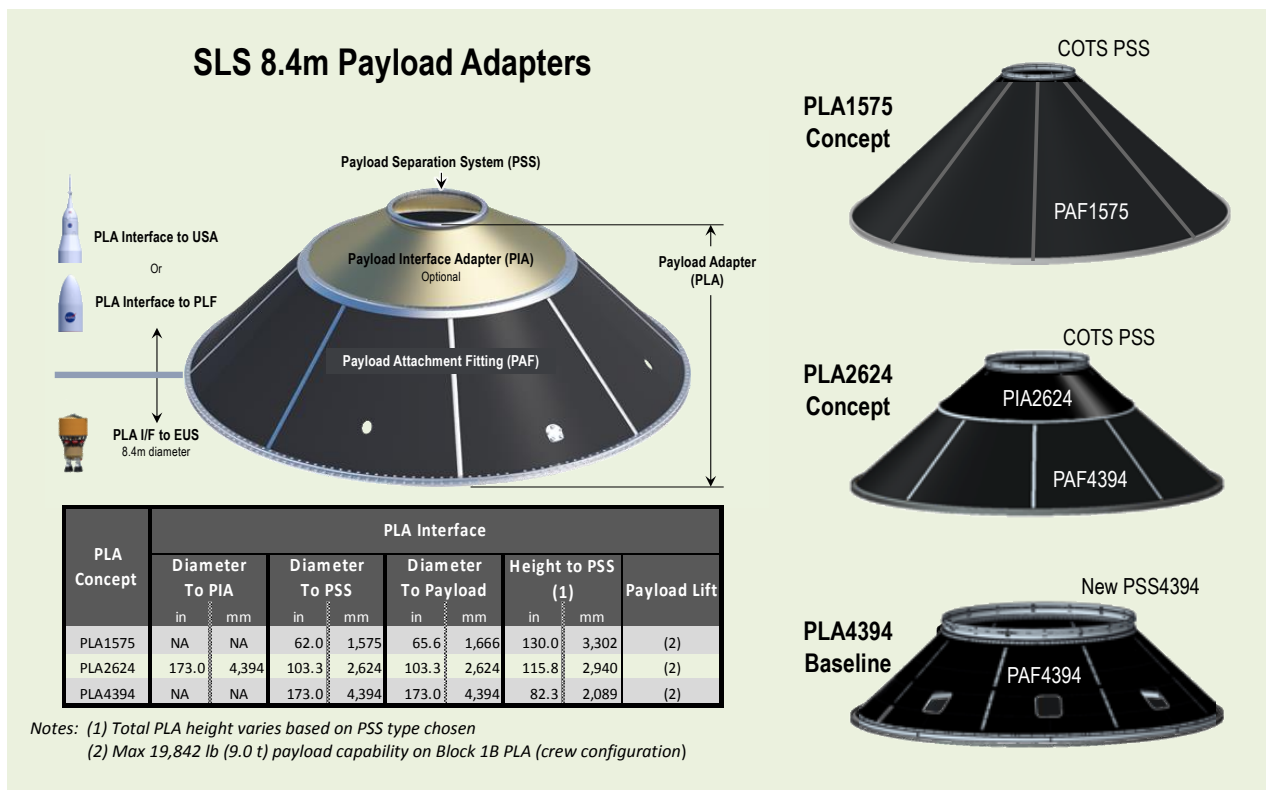 SLS 8.4m Payload Adapters
Payload Separation System (PSS)
PLA Interface to USA
Or
PLA Interface to PLF
Payload Interface Adapter (PIA)
Optional
Payload Adapter
(PLA)
Payload Attachment Fitting (PAF)
PLA I/F to EUS
8.4m diameter
PLA
Concept
PLA Interface
Diameter
To PIA
Diameter
To PSS
Diameter
To Payload
Height to PSS
(1)
Payload Lift
in mm in mm in mm in mm
PLA1575 NA NA 62.0 1,575 65.6 1,666 130.0 3,302 (2)
PLA2624 173.0 4,394 103.3 2,624 103.3 2,624 115.8 2,940 (2)
PLA4394 NA NA 173.0 4,394 173.0 4,394 82.3 2,089 (2)
Notes: (1) Total PLA height varies based on PSS type chosen
(2) Max 19,842 lb (9.0 t) payload capability on Block 1B PLA (crew configuration)
COTS PSS
PLA1575
Concept
PAF1575
COTS PSS
PLA2624
Concept
PIA2624
PAF4394
New PSS4394
PLA4394
Baseline
PAF4394